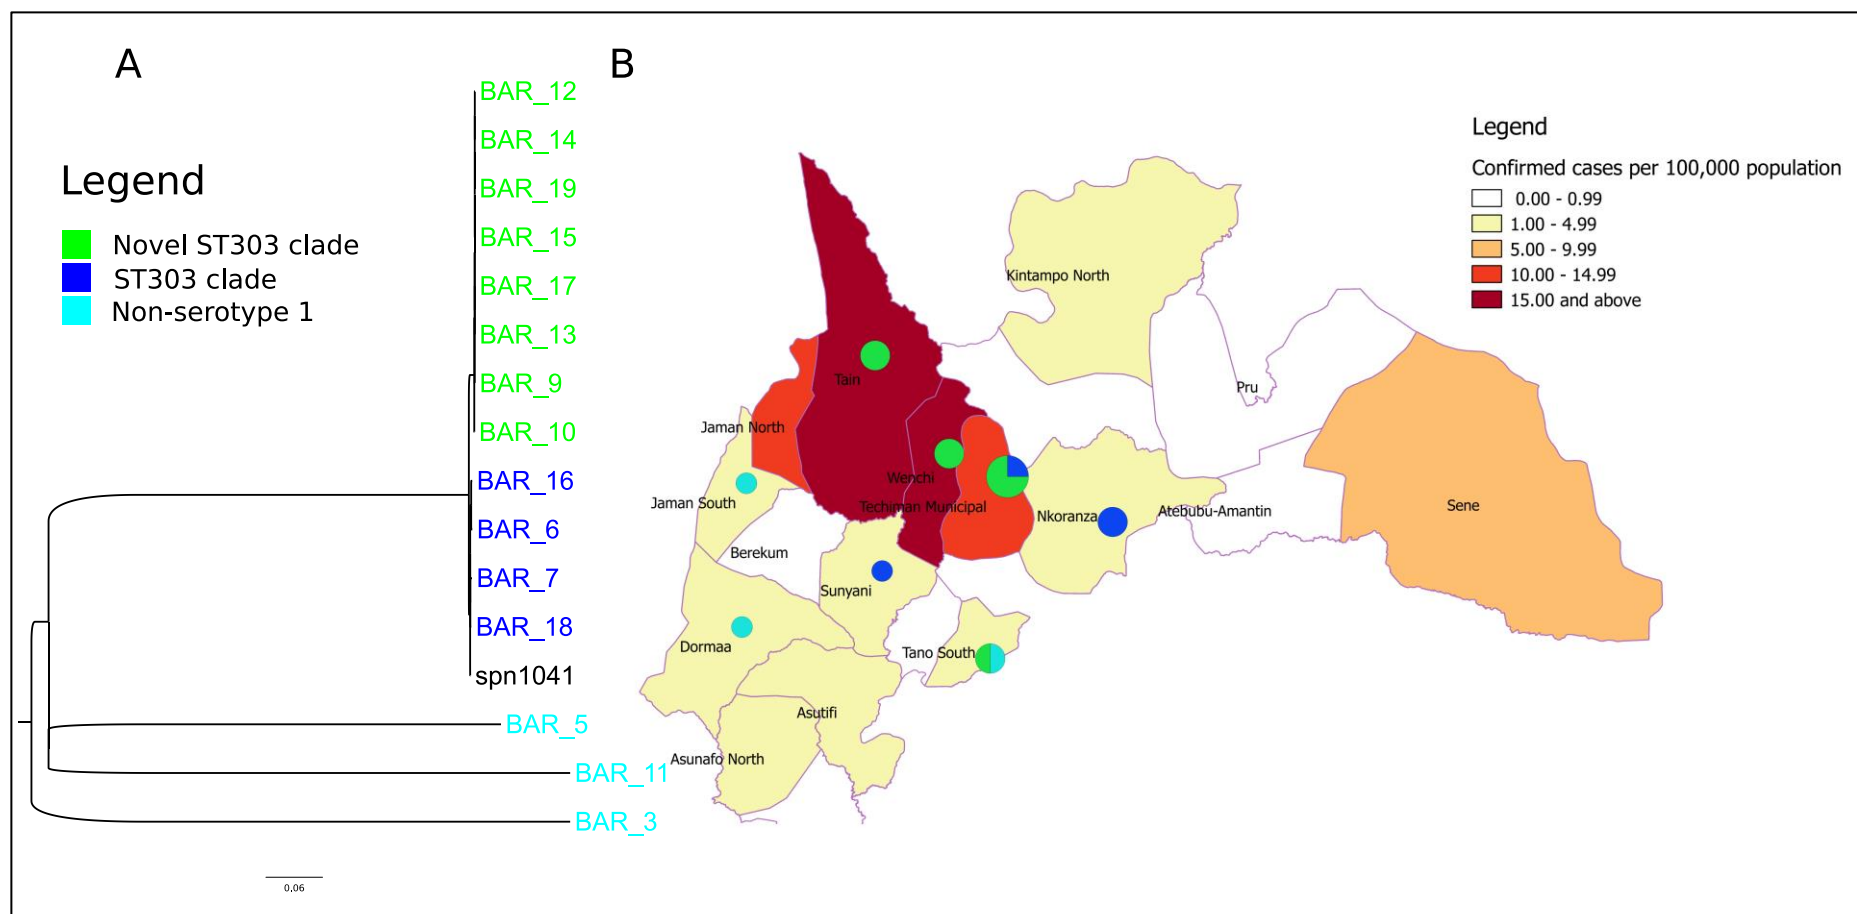 A
BAR_12
BAR_14
BAR_19
BAR_15
BAR_17
BAR_13
BAR_9
BAR_10
BAR_16
BAR_6
BAR_7
BAR_18
spn1041
BAR_5
BAR_11
BAR_3
Legend
Novel ST303 clade
ST303 clade
Non-serotype 1
0.06
B
Legend
Confirmed cases per 100,000 population
0.00 - 0.99
1.00 - 4.99
5.00 - 9.99
10.00 - 14.99
15.00 and above
Kintampo North
Tain
Pru
Jaman North
Wenchi
Jaman South
Techiman Municipal
Nkoranza
Atebubu-Amantin
Sene
Berekum
Sunyani
Dormaa
Tano South
Asutifi
Asunafo North